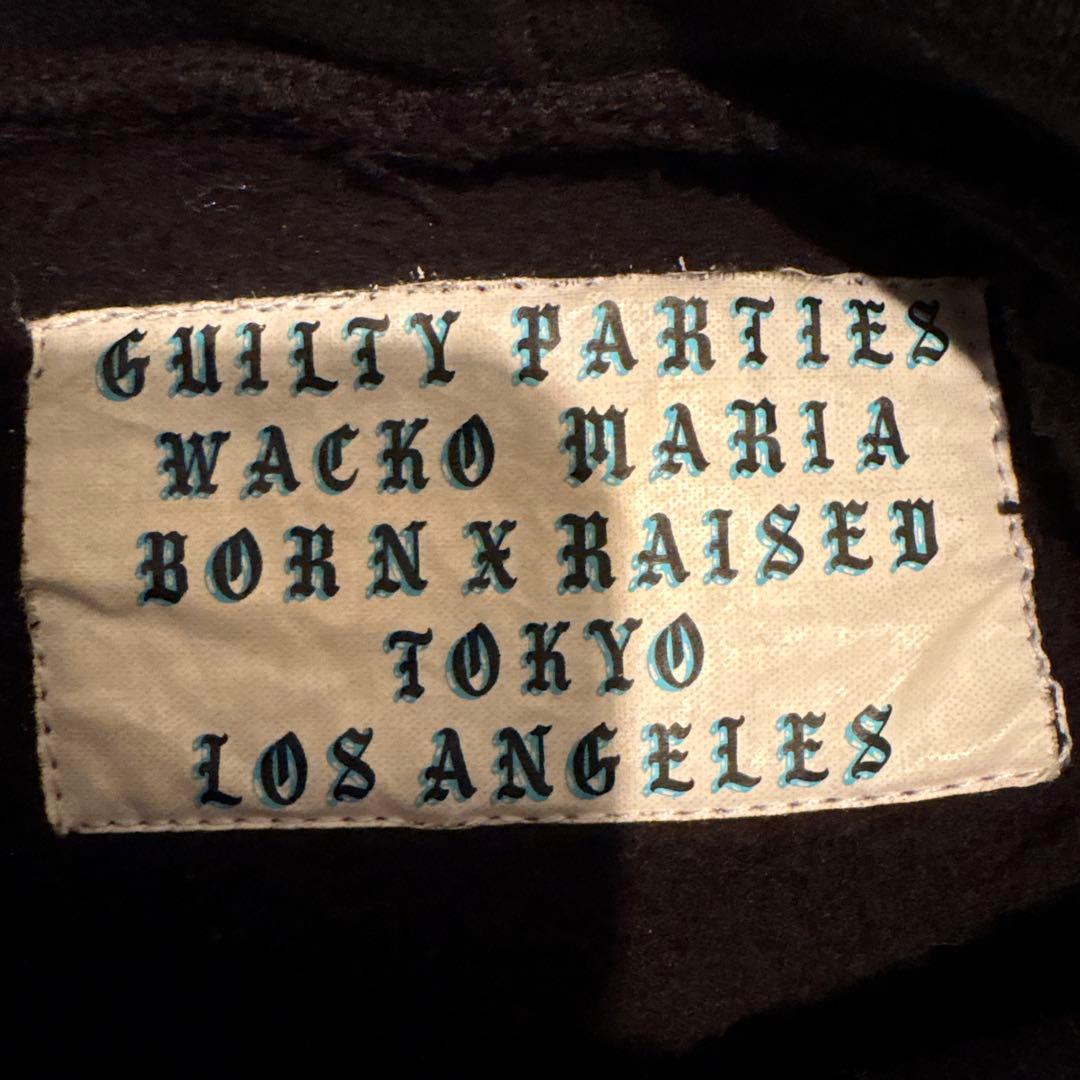 GUILTY PARTIES
WACKO MARIA
BORN X RAISED
TOKYO
LOS ANGELES